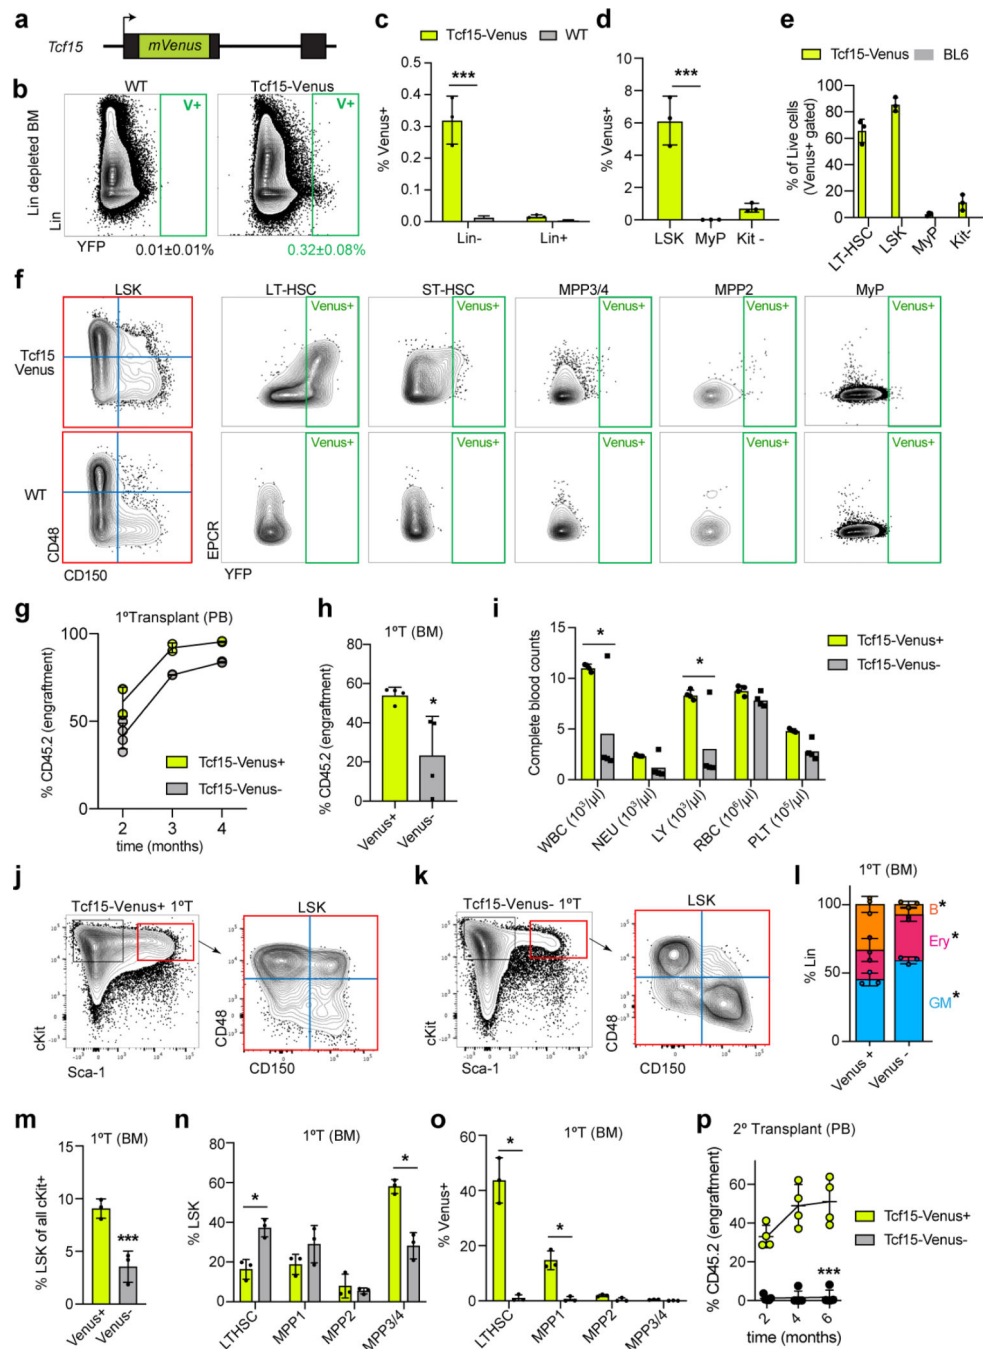 a
Tcf15
mVenus
b
WT
Tcf15-Venus
V+
V+
Lin depleted BM
Lin
YFP
0.01±0.01%
0.32±0.08%
c
Tcf15-Venus
WT
% Venus+
0.5
0.4
0.3
0.2
0.1
0.0
***
Lin-
Lin+
d
% Venus+
10
8
6
4
2
0
***
LSK
MyP
Kit -
e
Tcf15-Venus
BL6
% of Live cells
(Venus+ gated)
100
80
60
40
20
0
LT-HSC
LSK
MyP
Kit-
f
LSK
LT-HSC
ST-HSC
MPP3/4
MPP2
MyP
Tcf15
Venus
Venus+
Venus+
Venus+
Venus+
Venus+
WT
Venus+
Venus+
Venus+
Venus+
Venus+
CD48
CD150
EPCR
YFP
g
1ºTransplant (PB)
% CD45.2 (engraftment)
100
50
0
2
3
4
time (months)
Tcf15-Venus+
Tcf15-Venus-
h
1ºT (BM)
% CD45.2 (engraftment)
80
60
40
20
0
*
Venus+
Venus-
i
Complete blood counts
15
10
5
0
*
*
WBC (10³/µl)
NEU (10³/µl)
LY (10³/µl)
RBC (10⁶/µl)
PLT (10⁵/µl)
Tcf15-Venus+
Tcf15-Venus-
j
Tcf15-Venus+ 1ºT
LSK
cKit
Sca-1
CD48
CD150
k
Tcf15-Venus- 1ºT
LSK
cKit
Sca-1
CD48
CD150
l
1ºT (BM)
% Lin
100
50
0
B*
Ery*
GM*
Venus +
Venus -
m
1ºT (BM)
% LSK of all cKit+
15
10
5
0
***
Venus+
Venus-
n
1ºT (BM)
% LSK
80
60
40
20
0
*
*
LTHSC
MPP1
MPP2
MPP3/4
o
1ºT (BM)
% Venus+
60
40
20
0
*
*
LTHSC
MPP1
MPP2
MPP3/4
p
2º Transplant (PB)
% CD45.2 (engraftment)
80
60
40
20
0
***
2
4
6
time (months)
Tcf15-Venus+
Tcf15-Venus-